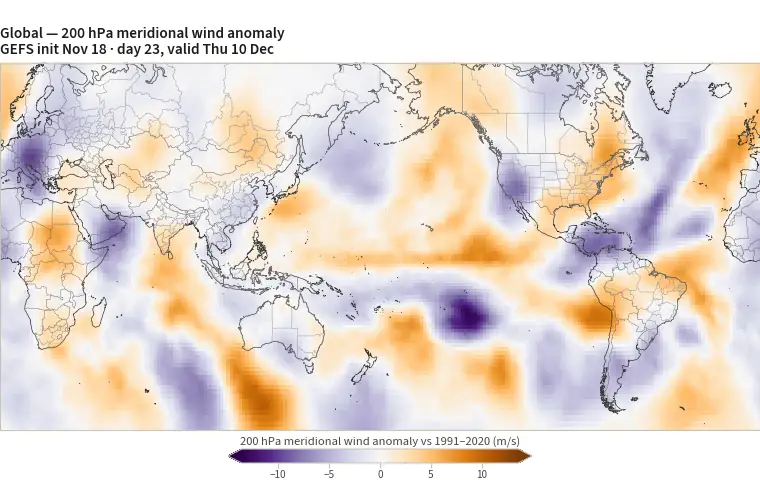 Global — 200 hPa meridional wind anomaly
GEFS init Nov 18 · day 23, valid Thu 10 Dec
200 hPa meridional wind anomaly vs 1991–2020 (m/s)
−10 −5 0 5 10